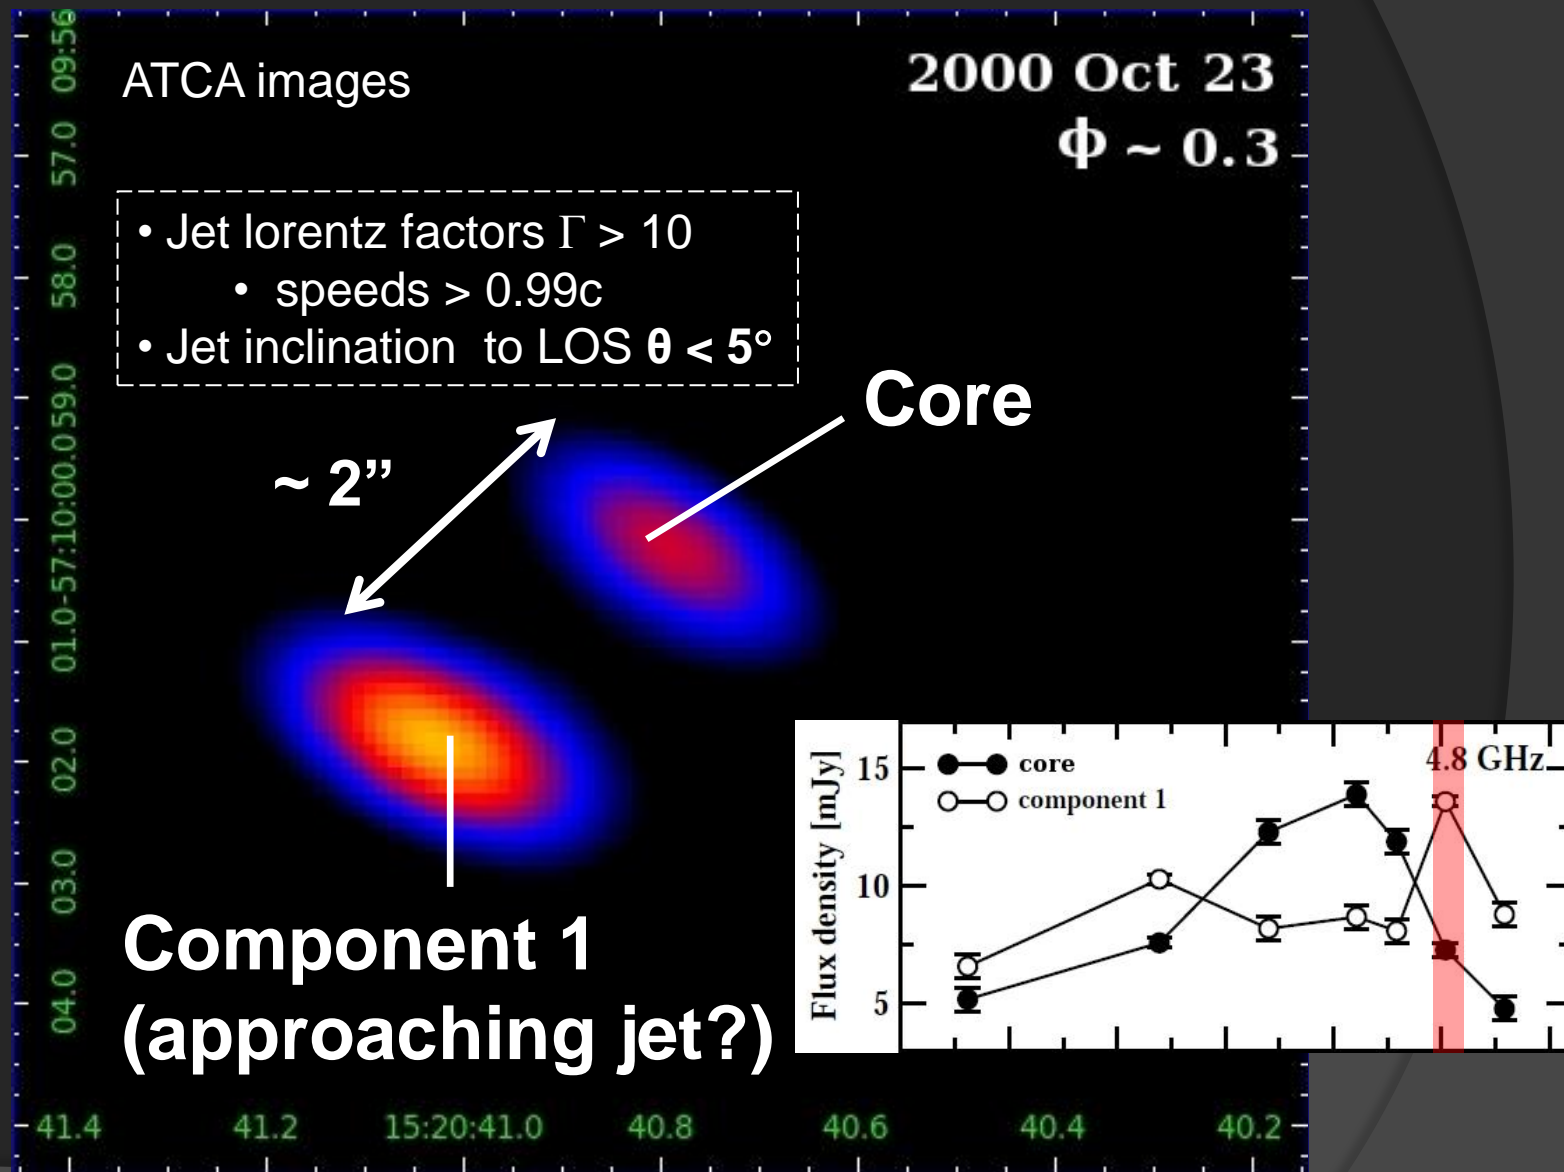 ATCA images
2000 Oct 23
ϕ ~ 0.3
• Jet lorentz factors Γ > 10
• speeds > 0.99c
• Jet inclination to LOS θ < 5°
Core
~ 2”
Component 1
(approaching jet?)
09:56
57.0
58.0
01.0-57:10:00.059.0
02.0
03.0
04.0
41.4
41.2
15:20:41.0
40.8
40.6
40.4
40.2
Flux density [mJy]
15
10
5
core
component 1
4.8 GHz